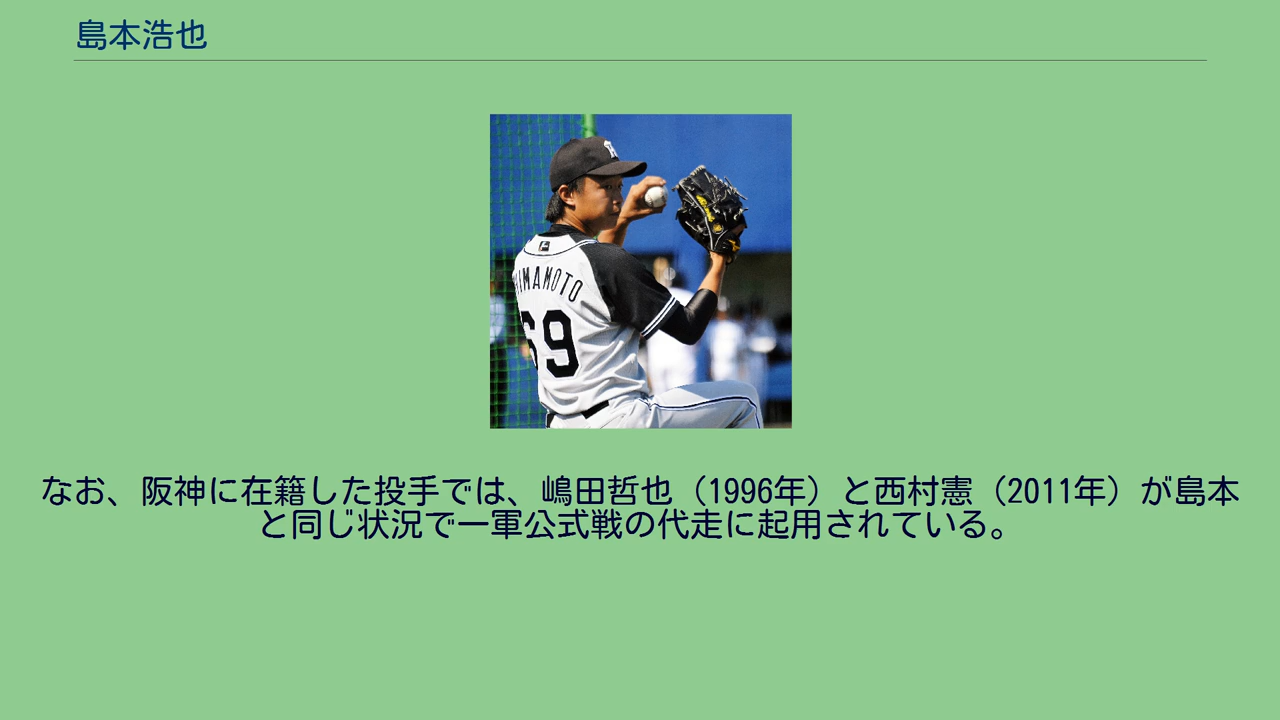 島本浩也
IMAMOTO
69
なお、阪神に在籍した投手では、嶋田哲也（1996年）と西村憲（2011年）が島本
と同じ状況で一軍公式戦の代走に起用されている。